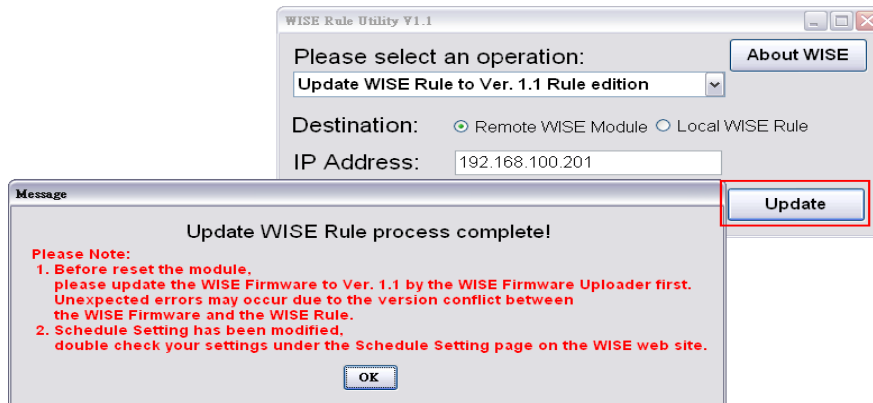 WISE Rule Utility V1.1
Please select an operation:
About WISE
Update WISE Rule to Ver. 1.1 Rule edition
Destination:
Remote WISE Module
Local WISE Rule
IP Address:
192.168.100.201
Update
Message
Update WISE Rule process complete!
Please Note:
1. Before reset the module,
please update the WISE Firmware to Ver. 1.1 by the WISE Firmware Uploader first.
Unexpected errors may occur due to the version conflict between
the WISE Firmware and the WISE Rule.
2. Schedule Setting has been modified,
double check your settings under the Schedule Setting page on the WISE web site.
OK